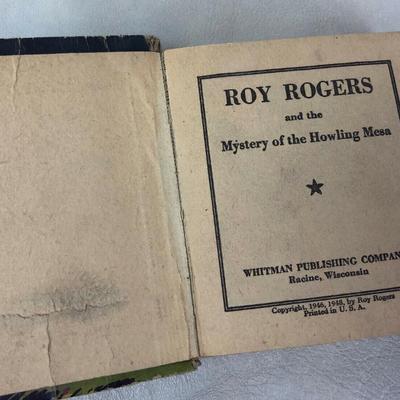 ROY ROGERS
and the
Mystery of the Howling Mesa
WHITMAN PUBLISHING COMPAN
Racine, Wisconsin
Copyright, 1946, 1948, by Roy Rogers
Printed in U. S. A.